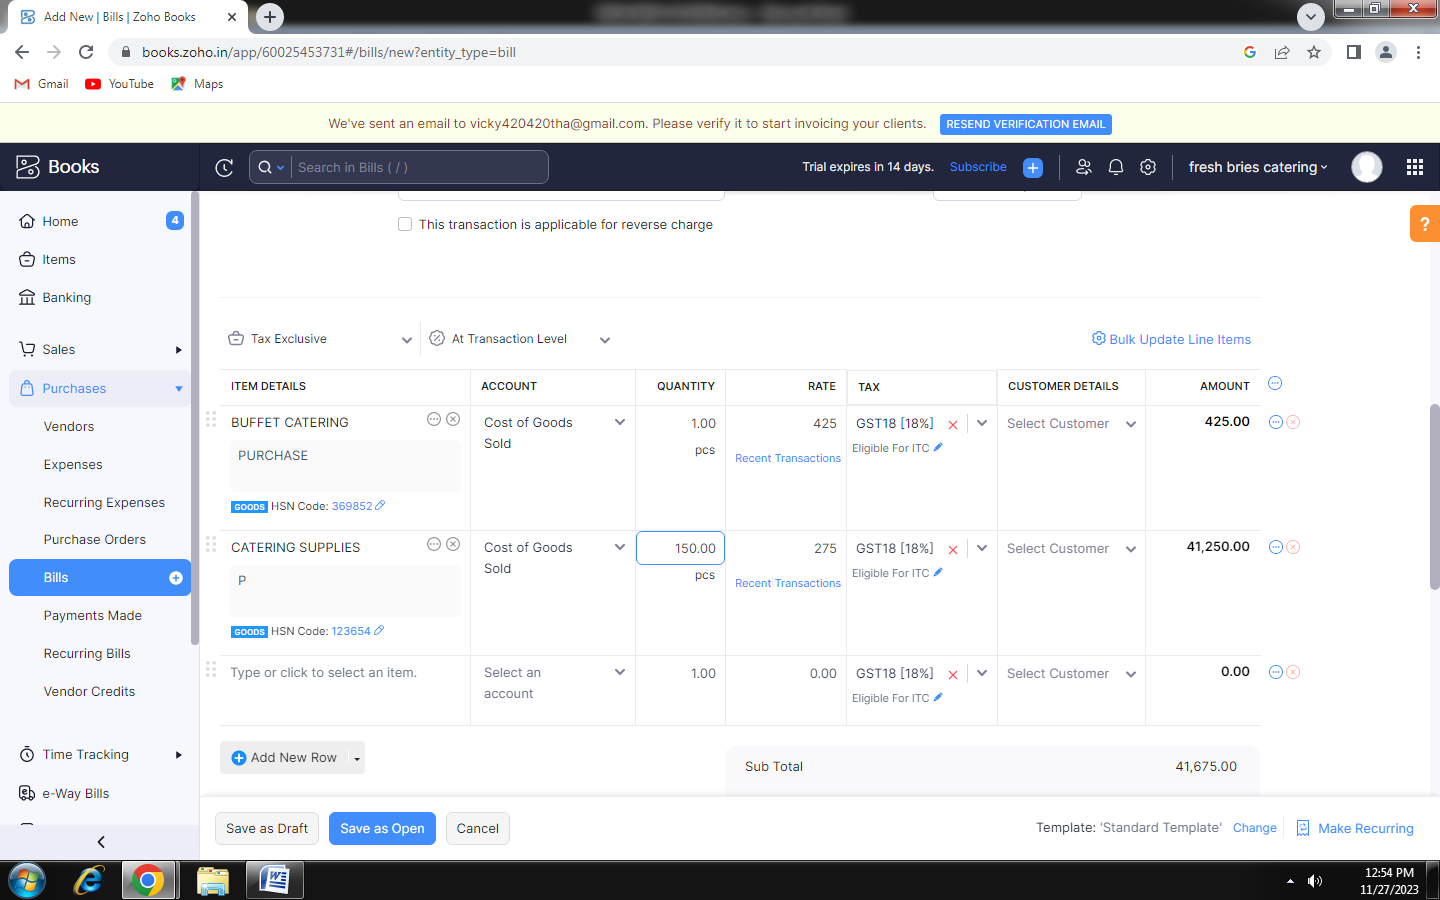 Add New | Bills | Zoho Books
books.zoho.in/app/60025453731#/bills/new?entity_type=bill
Gmail YouTube Maps
We've sent an email to vicky420420tha@gmail.com. Please verify it to start invoicing your clients. RESEND VERIFICATION EMAIL
Books Search in Bills ( / ) Trial expires in 14 days. Subscribe fresh bries catering
Home 4
Items
Banking
Sales
Purchases
Vendors
Expenses
Recurring Expenses
Purchase Orders
Bills
Payments Made
Recurring Bills
Vendor Credits
Time Tracking
e-Way Bills
This transaction is applicable for reverse charge
?
Tax Exclusive At Transaction Level Bulk Update Line Items
ITEM DETAILS ACCOUNT QUANTITY RATE TAX CUSTOMER DETAILS AMOUNT
BUFFET CATERING Cost of Goods Sold 1.00 425 GST18 [18%] Select Customer 425.00
pcs Eligible For ITC
PURCHASE Recent Transactions
GOODS HSN Code: 369852
CATERING SUPPLIES Cost of Goods Sold 150.00 275 GST18 [18%] Select Customer 41,250.00
pcs Eligible For ITC
P Recent Transactions
GOODS HSN Code: 123654
Type or click to select an item. Select an account 1.00 0.00 GST18 [18%] Select Customer 0.00
Eligible For ITC
Add New Row
Sub Total 41,675.00
Save as Draft Save as Open Cancel Template: 'Standard Template' Change Make Recurring
12:54 PM
11/27/2023